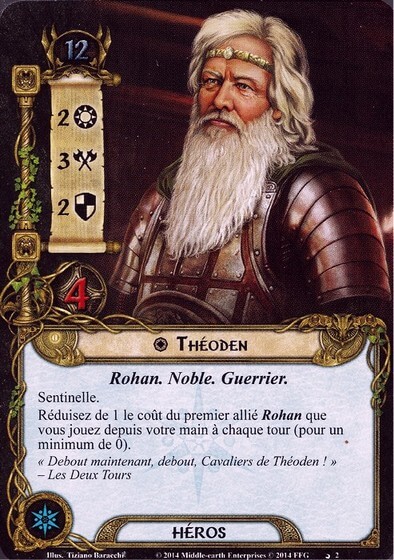 12
2
3
2
4
Théoden
Rohan. Noble. Guerrier.
Sentinelle.
Réduisez de 1 le coût du premier allié Rohan que
vous jouez depuis votre main à chaque tour (pour un
minimum de 0).
« Debout maintenant, debout, Cavaliers de Théoden ! »
– Les Deux Tours
HÉROS
Illus. Tiziano Baracchi
© 2014 Middle-earth Enterprises © 2014 FFG
2